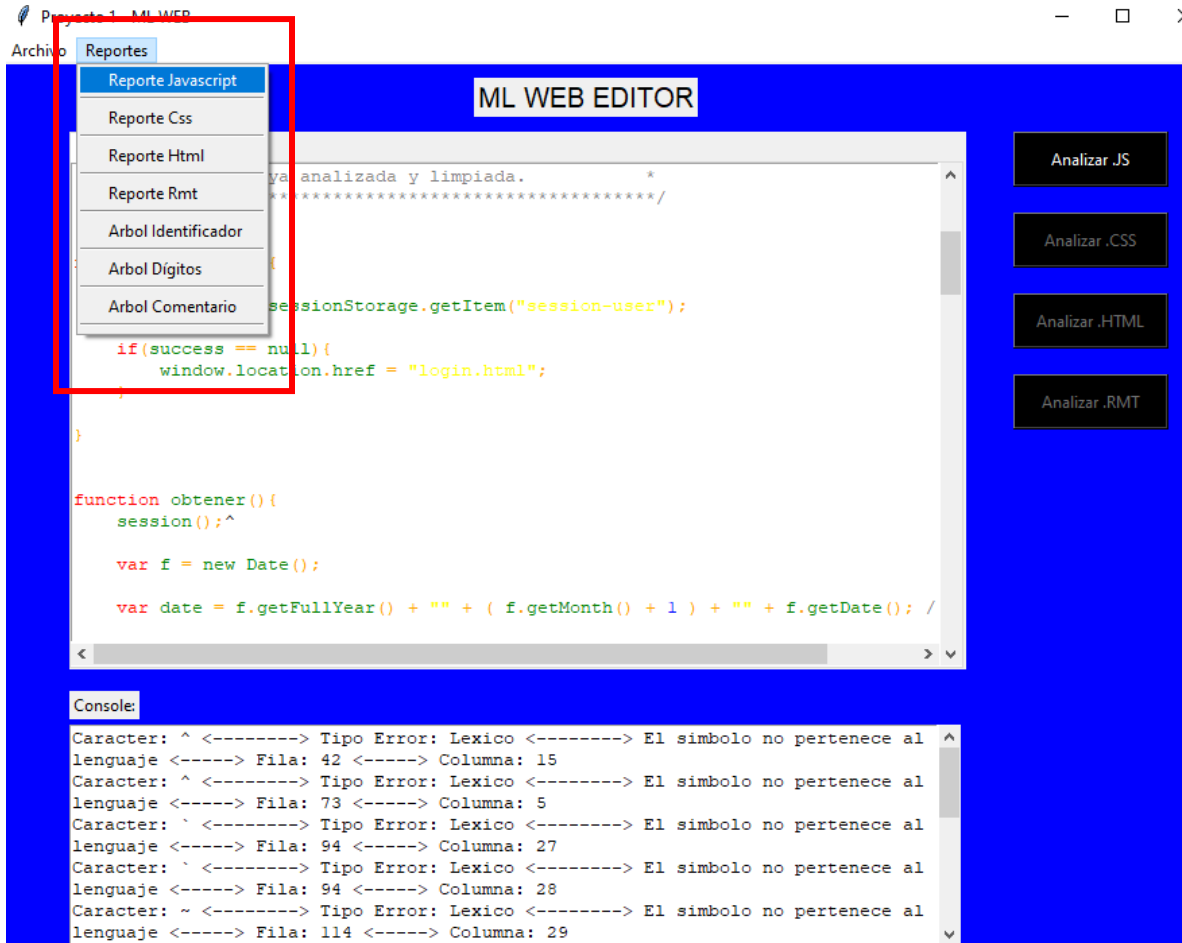 Proyecto 1 - ML WEB
Archivo Reportes
Reporte Javascript
Reporte Css
Reporte Html
Reporte Rmt
Arbol Identificador
Arbol Dígitos
Arbol Comentario
ML WEB EDITOR
Analizar .JS
Analizar .CSS
Analizar .HTML
Analizar .RMT
ya analizada y limpiada. *
************************************/
{
sessionStorage.getItem("session-user");
if(success == null){
window.location.href = "login.html";
}
}
function obtener(){
session();^
var f = new Date();
var date = f.getFullYear() + "" + ( f.getMonth() + 1 ) + "" + f.getDate(); /
Console:
Caracter: ^ <--------> Tipo Error: Lexico <--------> El simbolo no pertenece al
lenguaje <-----> Fila: 42 <-----> Columna: 15
Caracter: ^ <--------> Tipo Error: Lexico <--------> El simbolo no pertenece al
lenguaje <-----> Fila: 73 <-----> Columna: 5
Caracter: ` <--------> Tipo Error: Lexico <--------> El simbolo no pertenece al
lenguaje <-----> Fila: 94 <-----> Columna: 27
Caracter: ` <--------> Tipo Error: Lexico <--------> El simbolo no pertenece al
lenguaje <-----> Fila: 94 <-----> Columna: 28
Caracter: ~ <--------> Tipo Error: Lexico <--------> El simbolo no pertenece al
lenguaje <-----> Fila: 114 <-----> Columna: 29